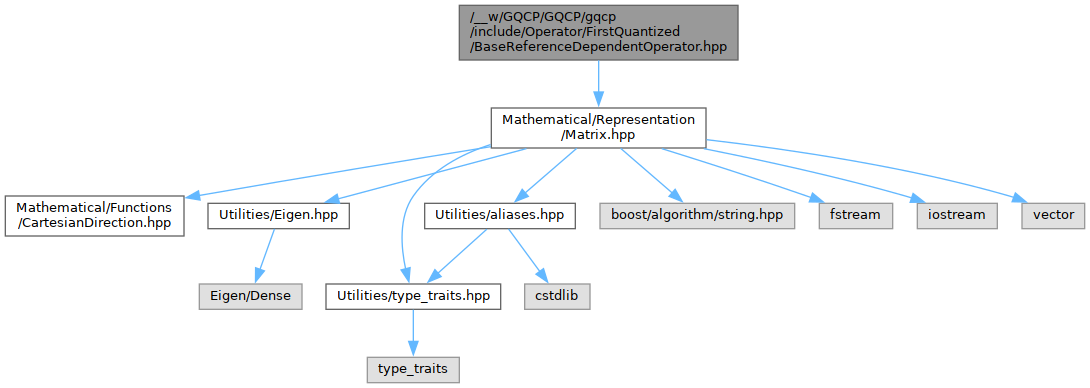 /__w/GQCP/GQCP/gqcp
/include/Operator/FirstQuantized
/BaseReferenceDependentOperator.hpp
Mathematical/Representation
/Matrix.hpp
Mathematical/Functions
/CartesianDirection.hpp
Utilities/Eigen.hpp
Utilities/aliases.hpp
boost/algorithm/string.hpp
fstream
iostream
vector
Eigen/Dense
Utilities/type_traits.hpp
cstdlib
type_traits